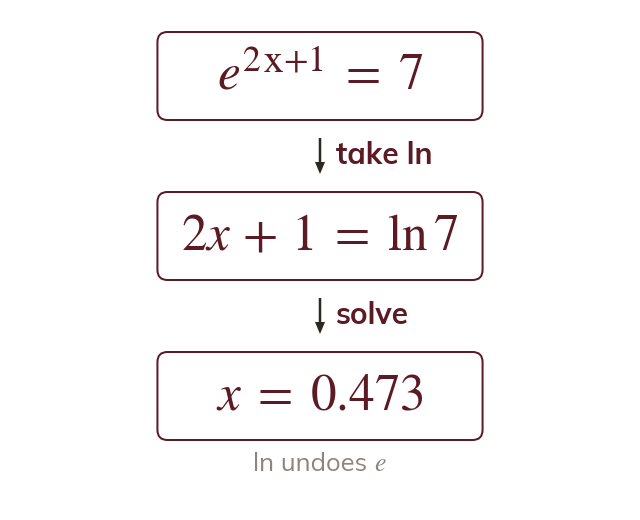 e^{2x+1} = 7
take ln
2x + 1 = ln 7
solve
x = 0.473
ln undoes e